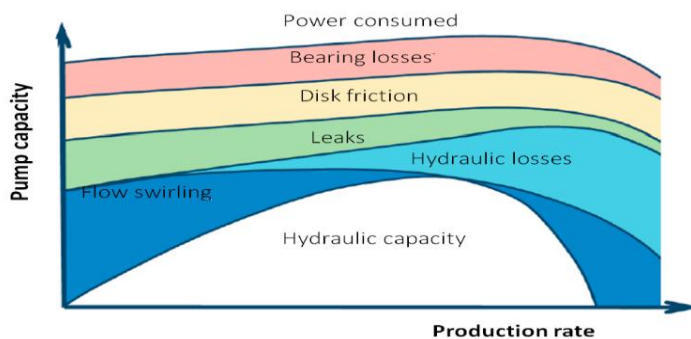 Power consumed
Bearing losses
Disk friction
Leaks
Hydraulic losses
Flow swirling
Hydraulic capacity
Pump capacity
Production rate